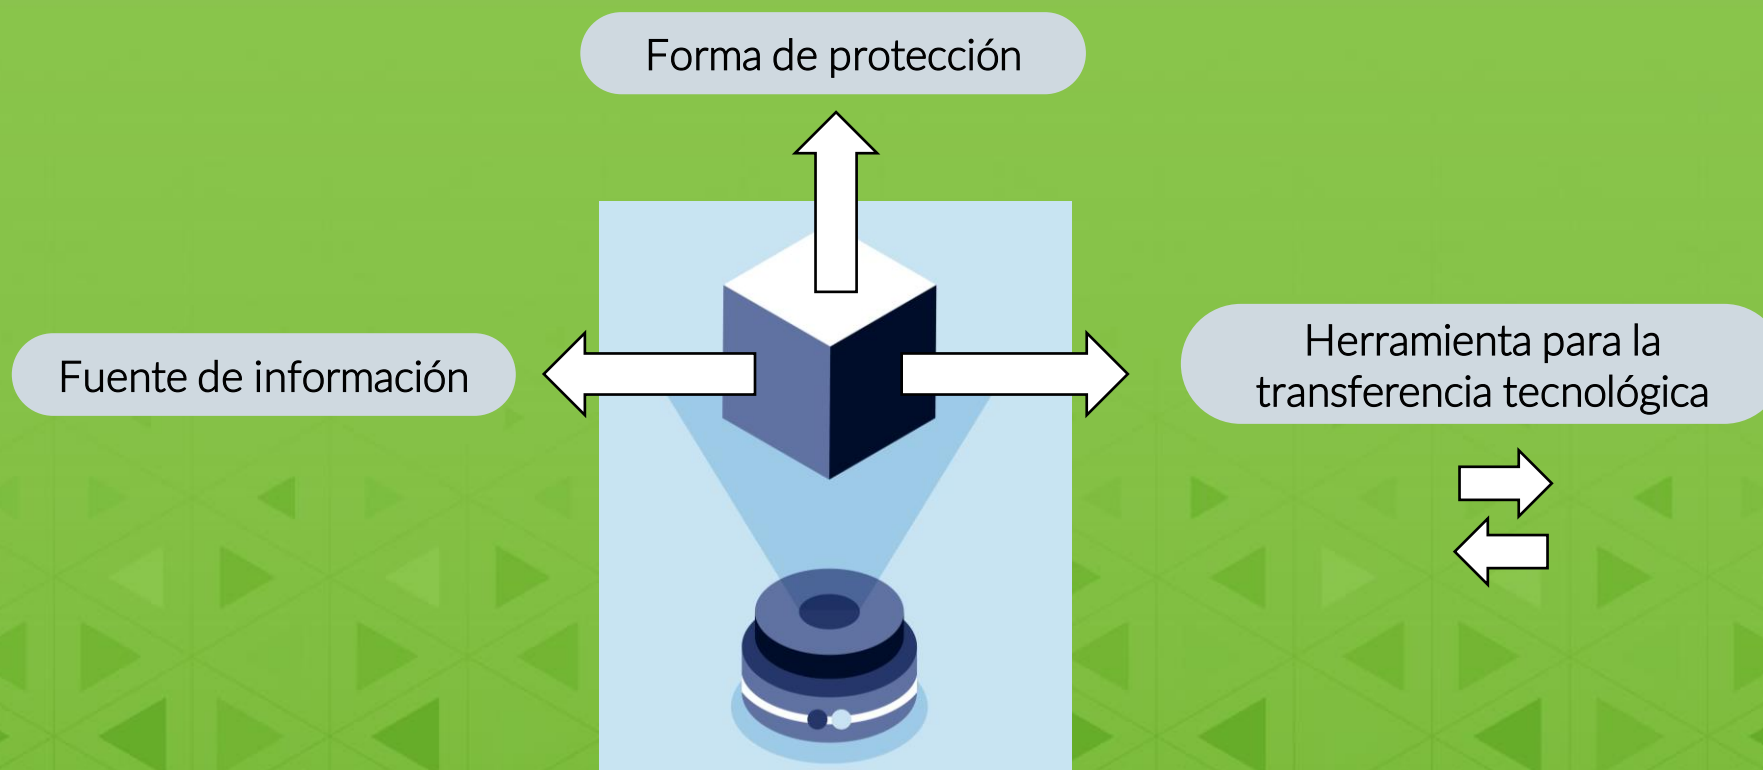 Forma de protección
Fuente de información
Herramienta para la
transferencia tecnológica